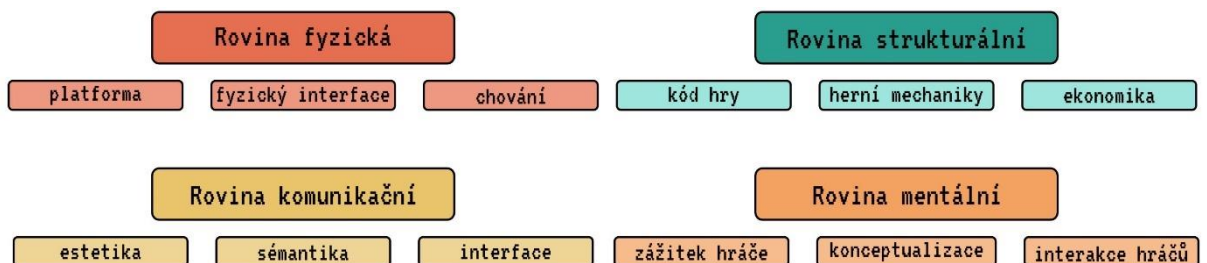 Rovina fyzická
platforma
fyzický interface
chování
Rovina strukturální
kód hry
herní mechaniky
ekonomika
Rovina komunikační
estetika
sémantika
interface
Rovina mentální
zážitek hráče
konceptualizace
interakce hráčů